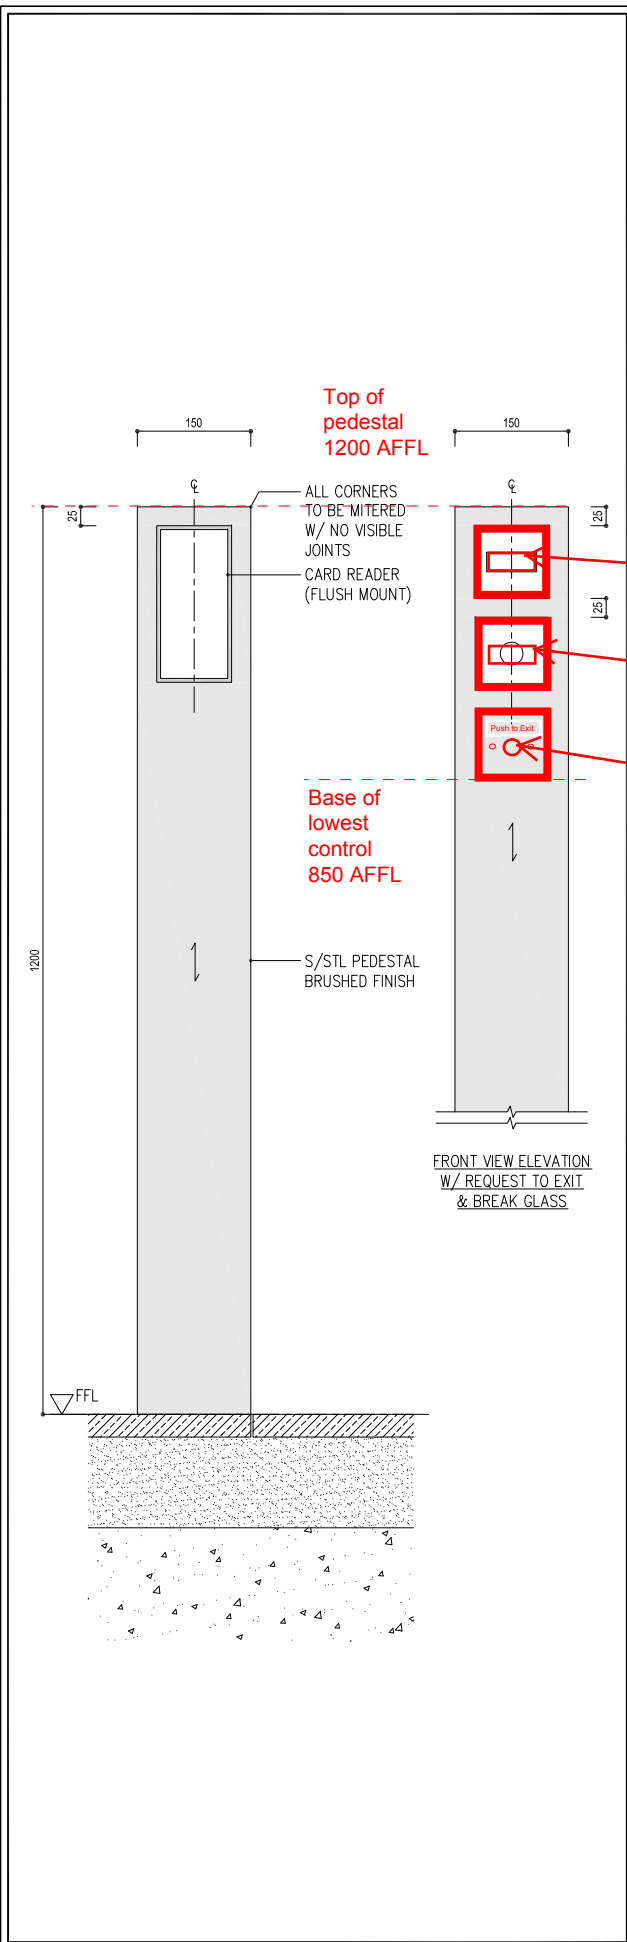 Top of
pedestal
1200 AFFL
150
150
℄
℄
25
ALL CORNERS
TO BE MITERED
W/ NO VISIBLE
JOINTS
25
CARD READER
(FLUSH MOUNT)
25
Push to Exit
Base of
lowest
control
850 AFFL
1200
S/STL PEDESTAL
BRUSHED FINISH
FRONT VIEW ELEVATION
W/ REQUEST TO EXIT
& BREAK GLASS
FFL